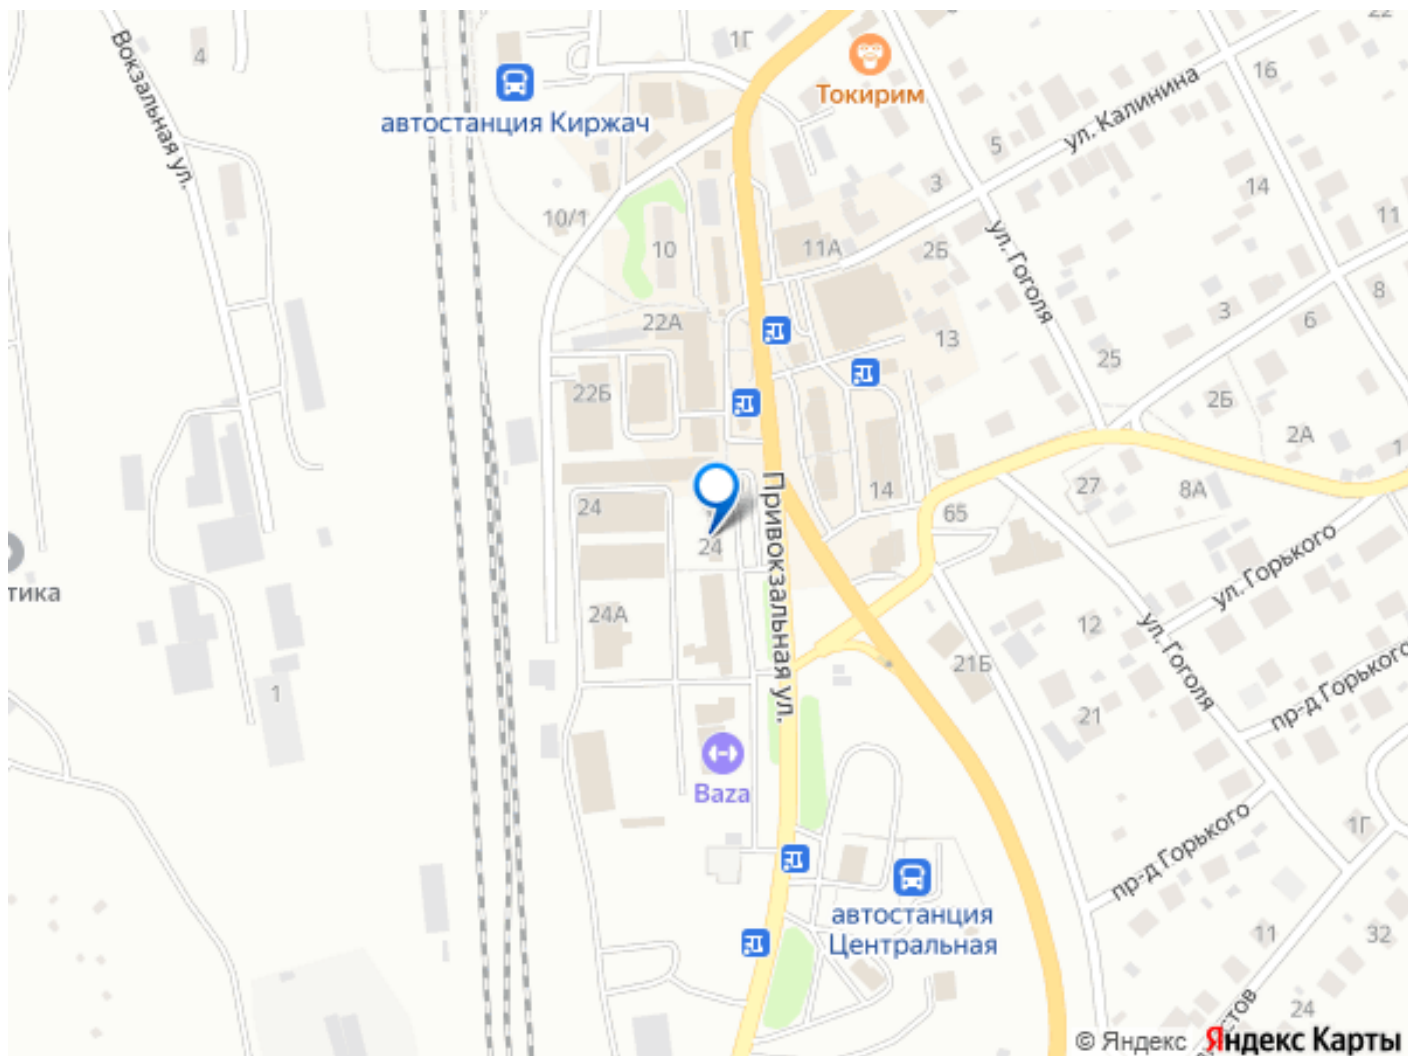 22
1Г
Вокзальная ул.
4
Токирим
16
автостанция Киржач
ул. Калинина
5
3
14
10/1
11
10
11А
2Б
ул. Гоголя
8
22А
3
6
13
25
22Б
2Б
2А
1
14
27
8А
24
65
Привокзальная ул.
24
ул. Горького
тика
24А
12
ул. Гоголя
21Б
пр-д Горького
1
21
Baza
1Г
пр-д Горького
автостанция
Центральная
11
32
24
стов
© Яндекс Яндекс Карты